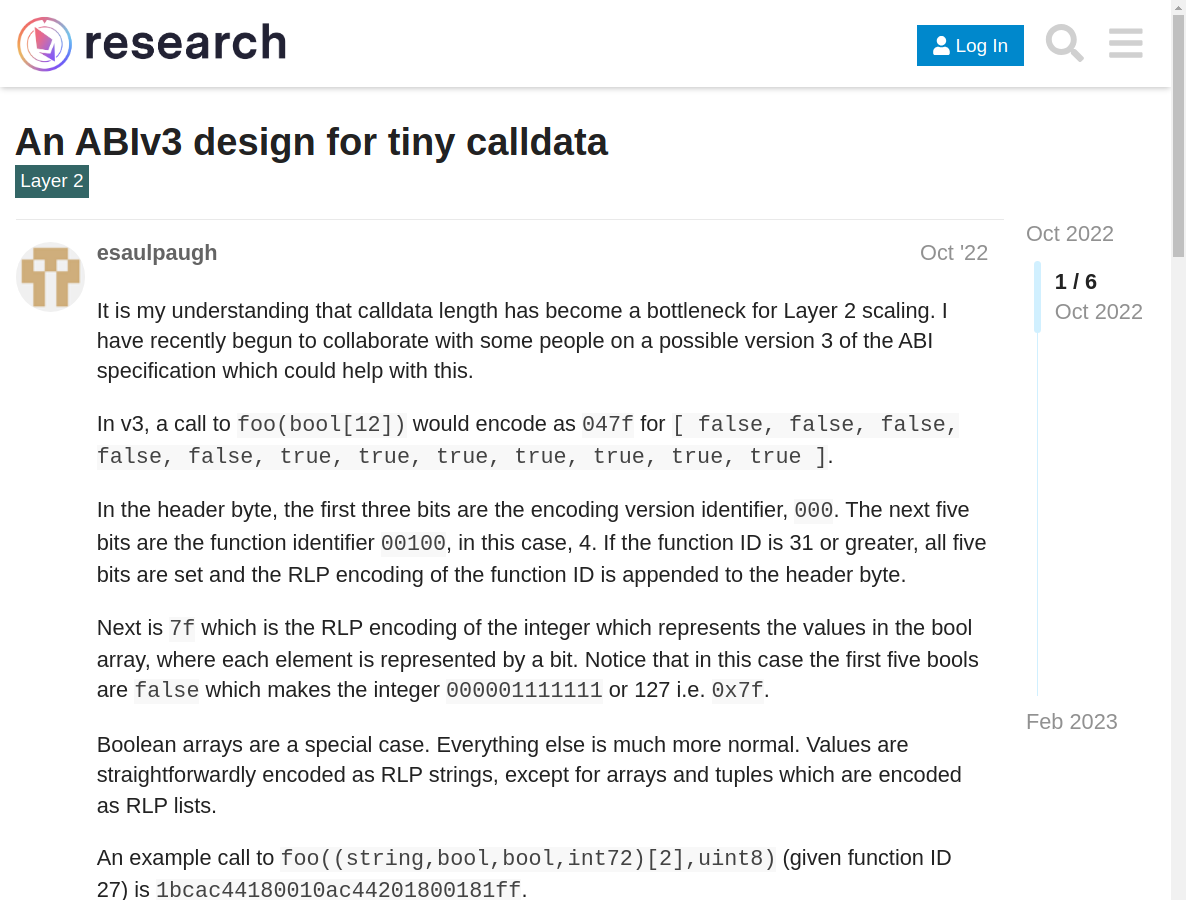 research
Log In
An ABIv3 design for tiny calldata
Layer 2
esaulpaugh
Oct '22
It is my understanding that calldata length has become a bottleneck for Layer 2 scaling. I
have recently begun to collaborate with some people on a possible version 3 of the ABI
specification which could help with this.
In v3, a call to foo(bool[12]) would encode as 047f for [ false, false, false,
false, false, true, true, true, true, true, true, true ].
In the header byte, the first three bits are the encoding version identifier, 000. The next five
bits are the function identifier 00100, in this case, 4. If the function ID is 31 or greater, all five
bits are set and the RLP encoding of the function ID is appended to the header byte.
Next is 7f which is the RLP encoding of the integer which represents the values in the bool
array, where each element is represented by a bit. Notice that in this case the first five bools
are false which makes the integer 000001111111 or 127 i.e. 0x7f.
Boolean arrays are a special case. Everything else is much more normal. Values are
straightforwardly encoded as RLP strings, except for arrays and tuples which are encoded
as RLP lists.
An example call to foo((string,bool,bool,int72)[2],uint8) (given function ID
27) is 1bcac44180010ac44201800181ff.
Oct 2022
1 / 6
Oct 2022
Feb 2023